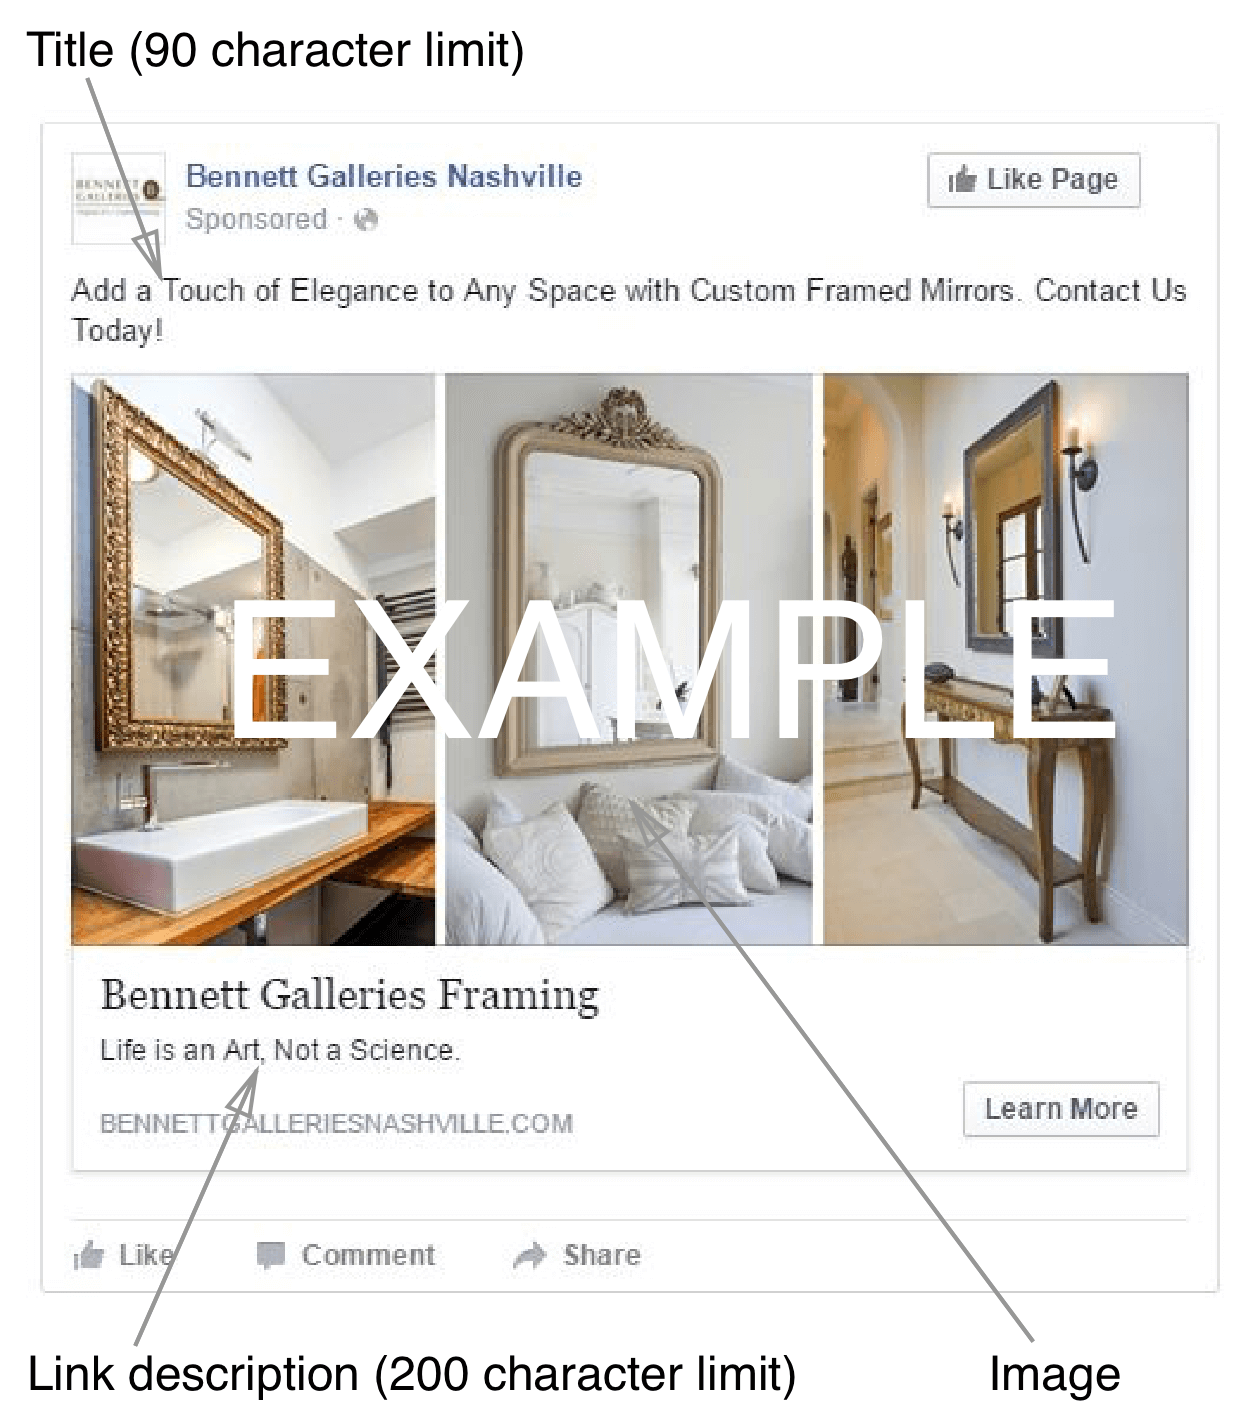 Title (90 character limit)
BENNETT
GALLERIES
B
Bennett Galleries Nashville
Sponsored ·
Like Page
Add a Touch of Elegance to Any Space with Custom Framed Mirrors. Contact Us
Today!
EXAMPLE
Bennett Galleries Framing
Life is an Art, Not a Science.
BENNETTGALLERIESNASHVILLE.COM
Learn More
Like Comment Share
Link description (200 character limit)
Image